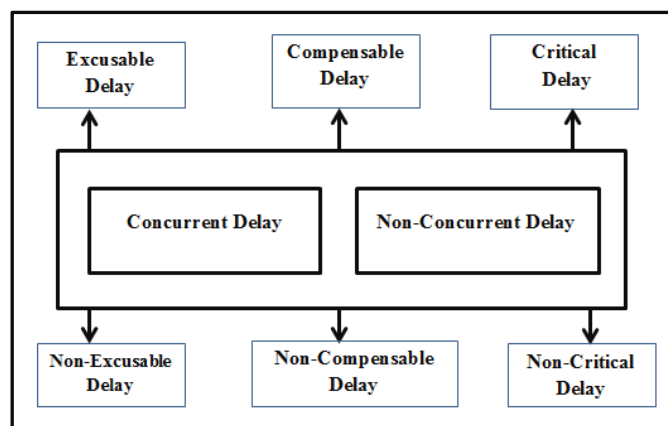 Excusable
Delay
Compensable
Delay
Critical
Delay
Concurrent Delay
Non-Concurrent Delay
Non-Excusable
Delay
Non-Compensable
Delay
Non-Critical
Delay